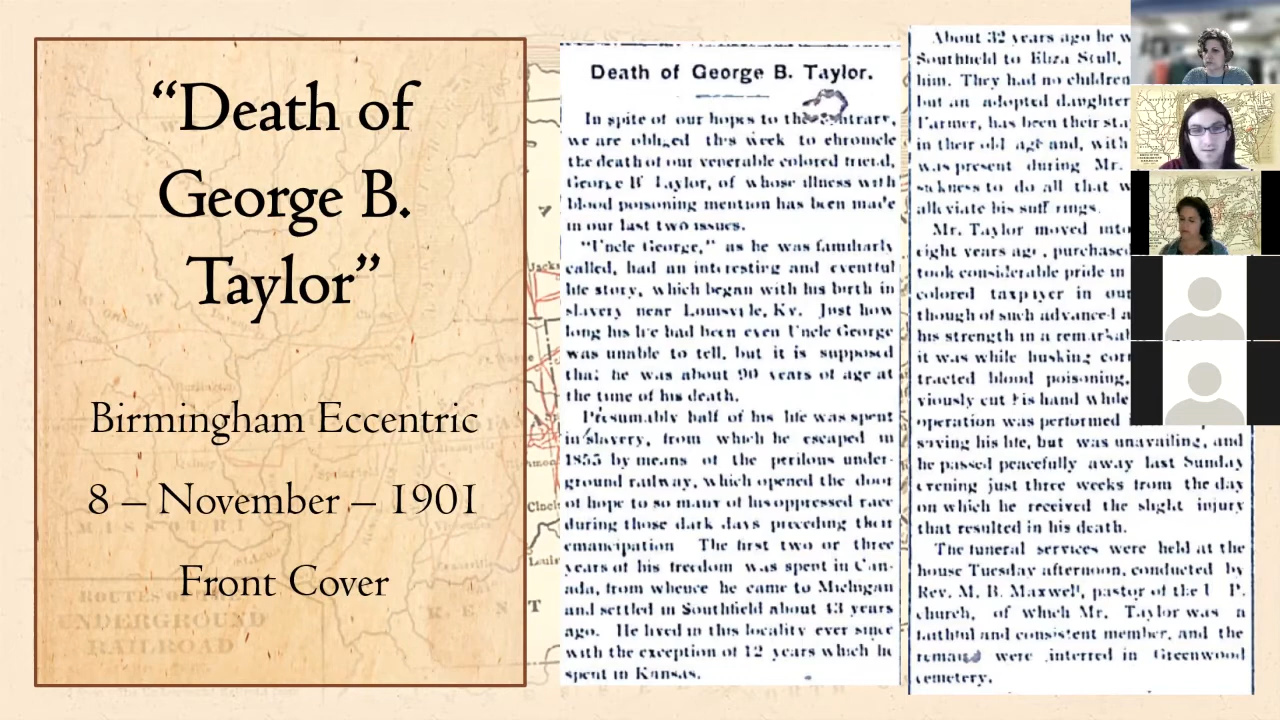 “Death of
George B.
Taylor”
Birmingham Eccentric
8 – November – 1901
Front Cover
ROUTES OF
UNDERGROUND
RAILROAD
MISSOURI
Death of George B. Taylor.
In spite of our hopes to the contrary,
we are obliged this week to chronicle
the death of our venerable colored friend,
George B Taylor, of whose illness with
blood poisoning mention has been made
in our last two issues.
“Uncle George,” as he was familiarly
called, had an interesting and eventful
life story, which began with his birth in
slavery near Louisville, Ky. Just how
long his life had been even Uncle George
was unable to tell, but it is supposed
that he was about 90 years of age at
the time of his death.
Presumably half of his life was spent
in slavery, from which he escaped in
1855 by means of the perilous under-
ground railway, which opened the door
of hope to so many of his oppressed race
during those dark days preceding their
emancipation The first two or three
years of his freedom was spent in Can-
ada, from whence he came to Michigan
and settled in Southfield about 43 years
ago. He lived in this locality ever since
with the exception of 12 years which he
spent in Kansas.
About 32 years ago he w
Southfield to Eliza Scull,
him. They had no children
but an adopted daughter
Farmer, has been their sta
in their old age and, with
was present during Mr.
sickness to do all that w
alleviate his sufferings.
Mr. Taylor moved into
eight years ago, purchased
took considerable pride in
colored taxpayer in our
though of such advanced a
his strength in a remarkab
it was while husking corn
tracted blood poisoning,
viously cut his hand while
operation was performed
saving his life, but was unavailing, and
he passed peacefully away last Sunday
evening just three weeks from the day
on which he received the slight injury
that resulted in his death.
The funeral services were held at the
house Tuesday afternoon, conducted by
Rev. M. B. Maxwell, pastor of the U P.
church, of which Mr. Taylor was a
faithful and consistent member, and the
remains were interred in Greenwood
cemetery.